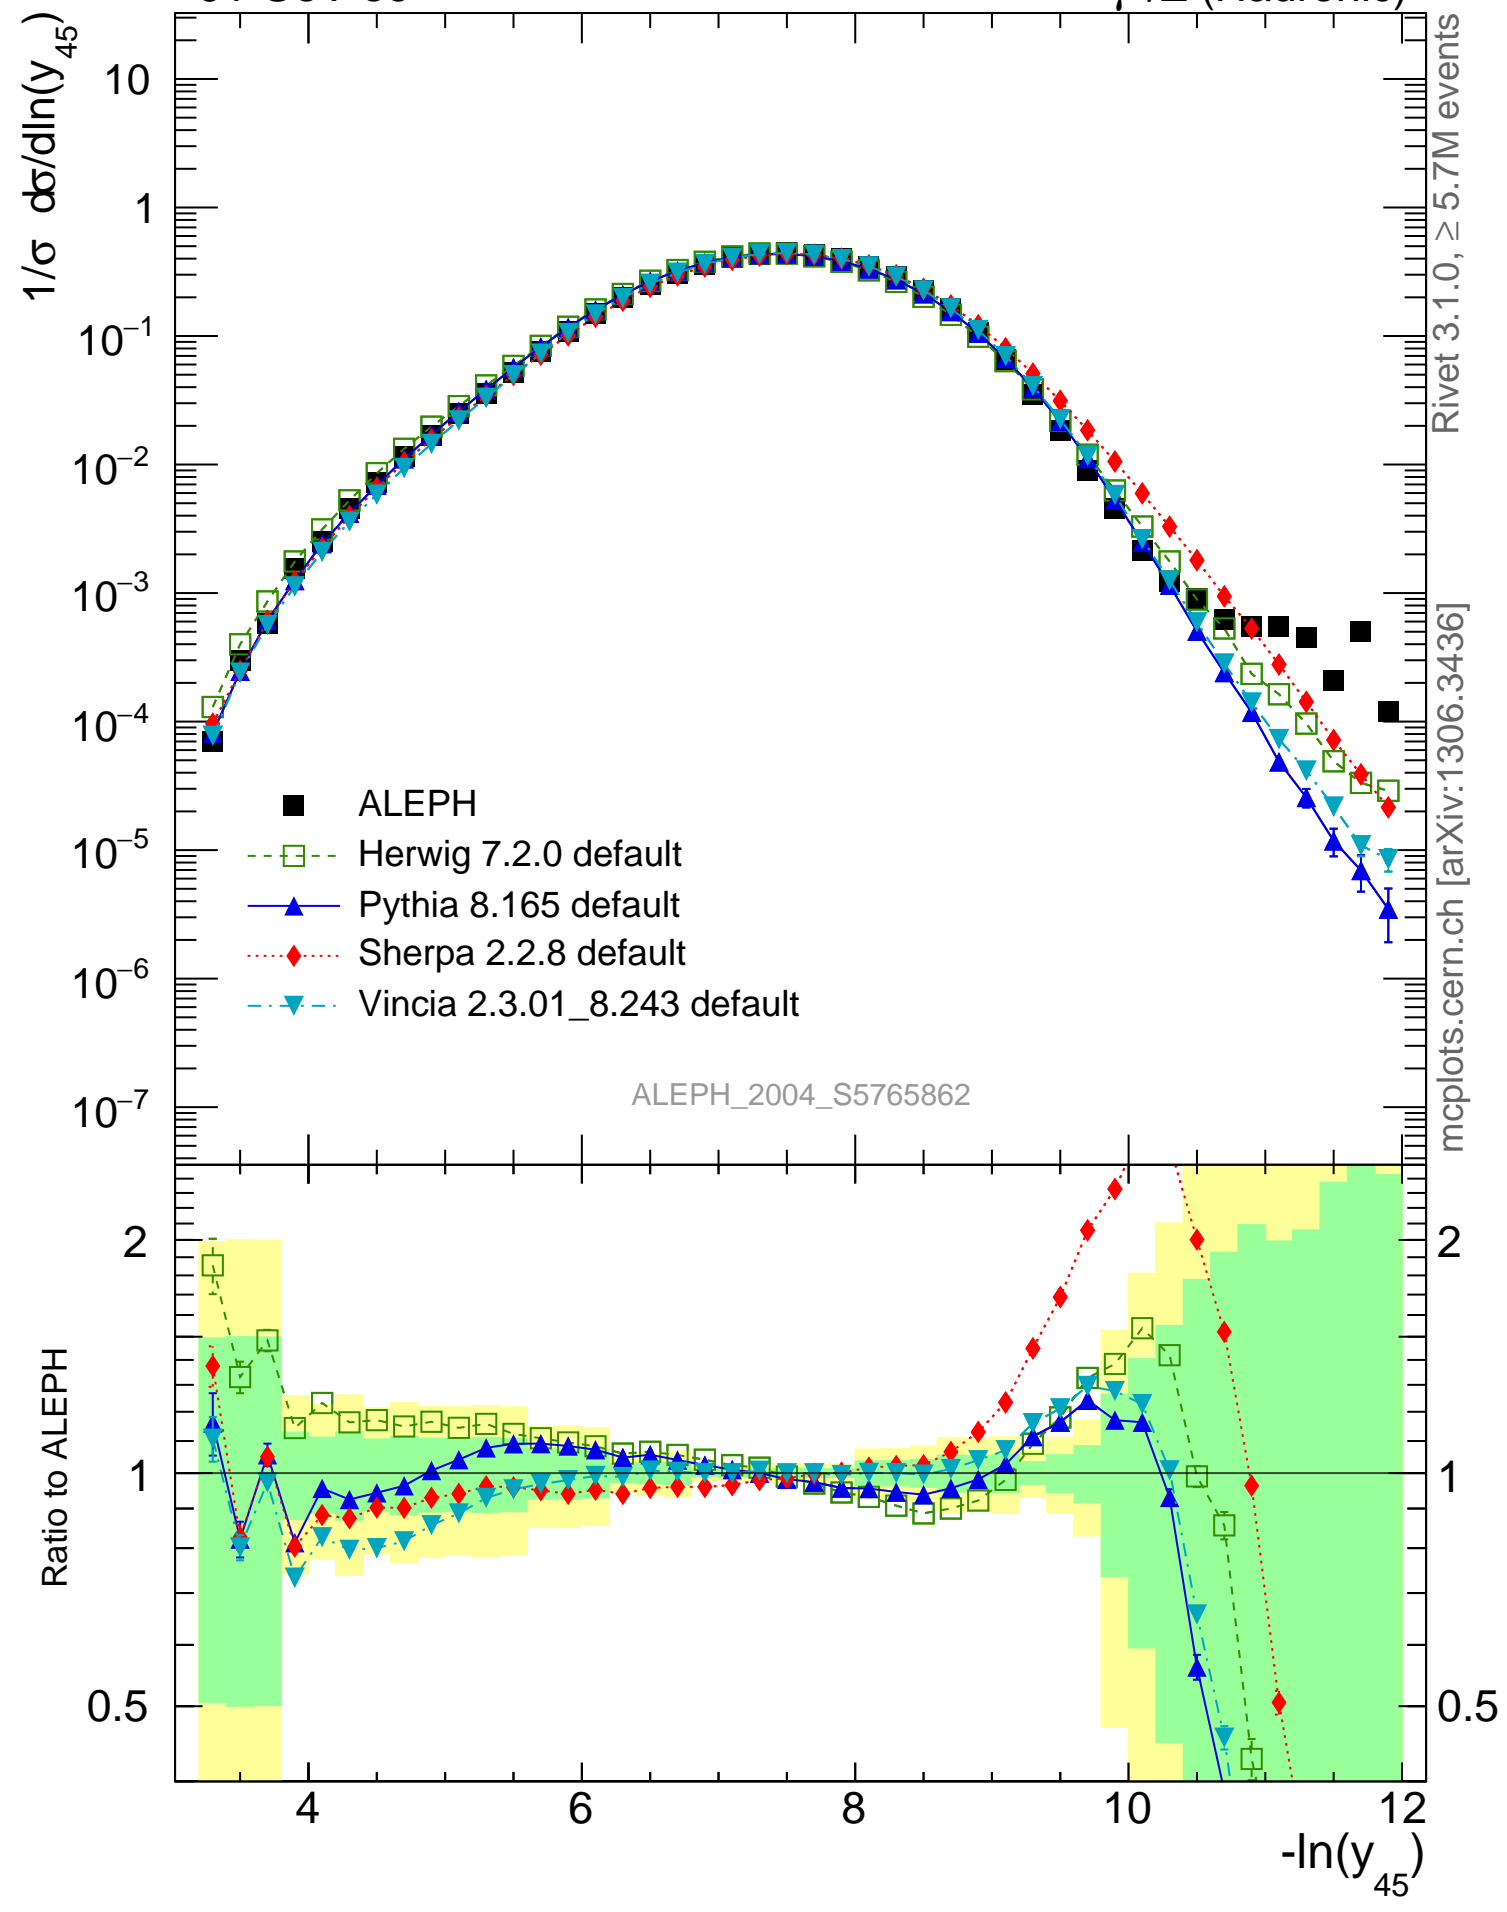 1/σ dσ/dln(y45)
10
1
10−1
10−2
10−3
10−4
10−5
10−6
10−7
ALEPH
Herwig 7.2.0 default
Pythia 8.165 default
Sherpa 2.2.8 default
Vincia 2.3.01_8.243 default
ALEPH_2004_S5765862
Rivet 3.1.0, ≥ 5.7M events
mcplots.cern.ch [arXiv:1306.3436]
Ratio to ALEPH
2
1
0.5
2
1
0.5
4 6 8 10 12
-ln(y45)